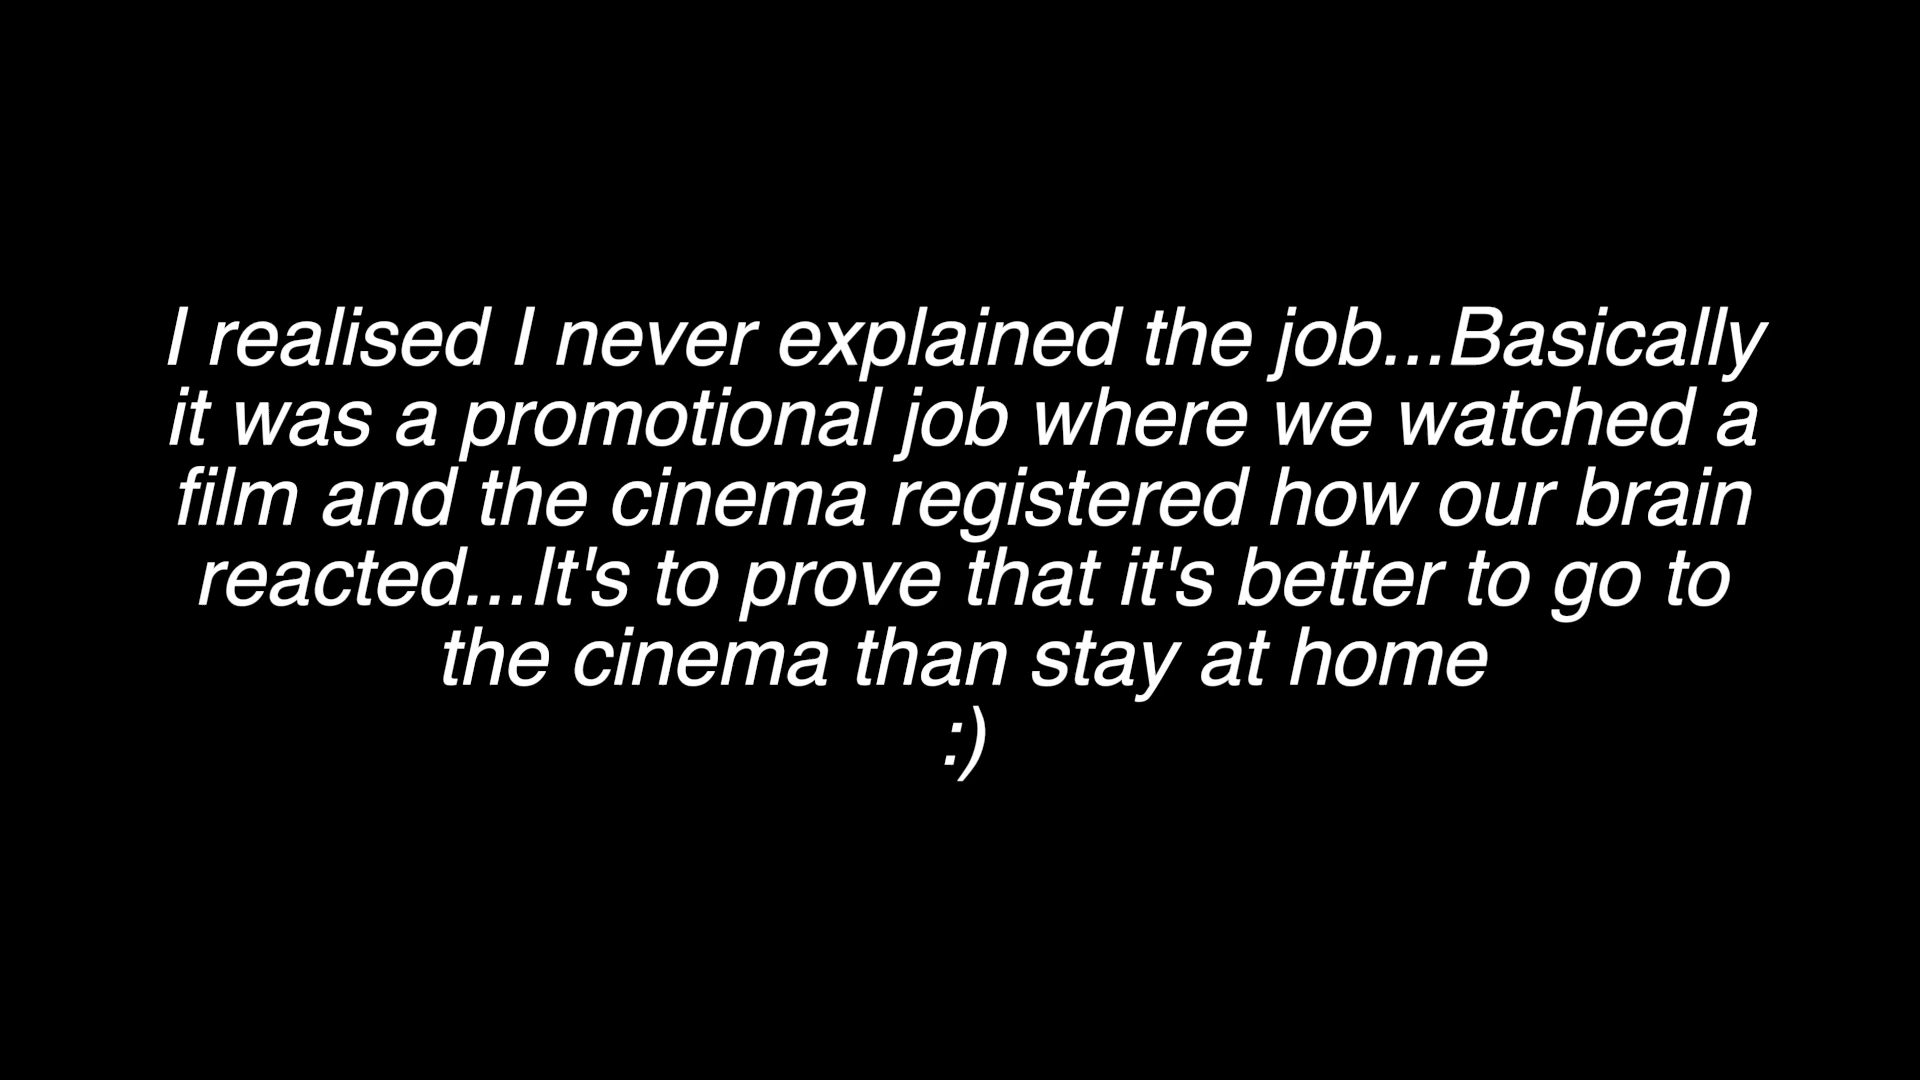 I realised I never explained the job...Basically
it was a promotional job where we watched a
film and the cinema registered how our brain
reacted...It's to prove that it's better to go to
the cinema than stay at home
:)